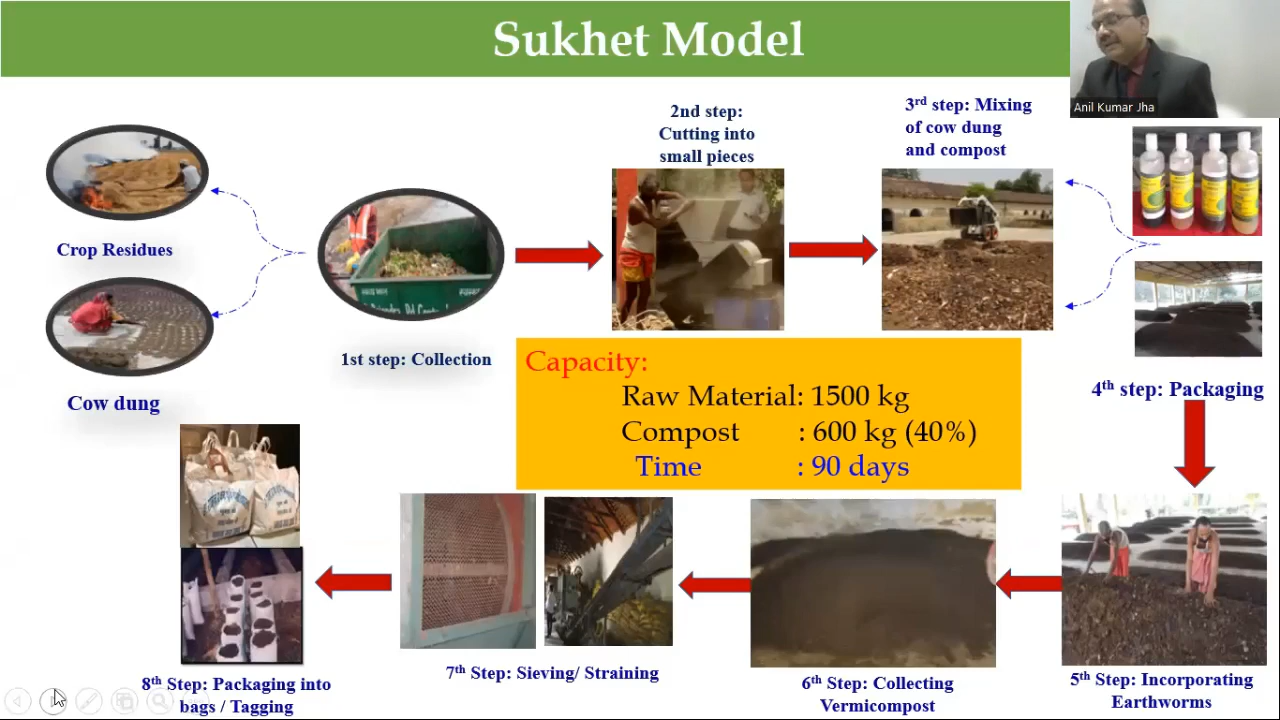 Sukhet Model
Anil Kumar Jha
2nd step:
Cutting into
small pieces
3rd step: Mixing
of cow dung
and compost
Crop Residues
Cow dung
1st step: Collection
4th step: Packaging
Capacity:
Raw Material: 1500 kg
Compost : 600 kg (40%)
Time : 90 days
5th Step: Incorporating
Earthworms
6th Step: Collecting
Vermicompost
7th Step: Sieving/ Straining
8th Step: Packaging into
bags / Tagging